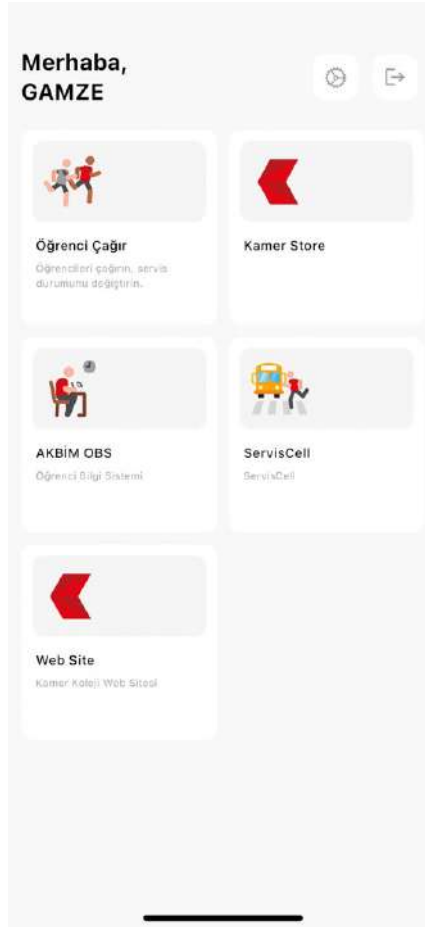 Merhaba,
GAMZE
Öğrenci Çağır
Öğrencileri çağırın, servis
durumunu değiştirin.
Kamer Store
AKBİM OBS
Öğrenci Bilgi Sistemi
ServisCell
ServisCell
Web Site
Kamer Koleji Web Sitesi